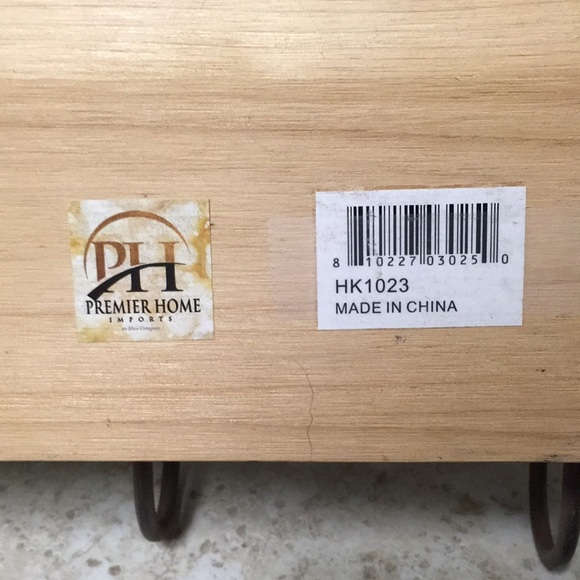 PH
PREMIER HOME
IMPORTS
8 10227 03025 0
HK1023
MADE IN CHINA